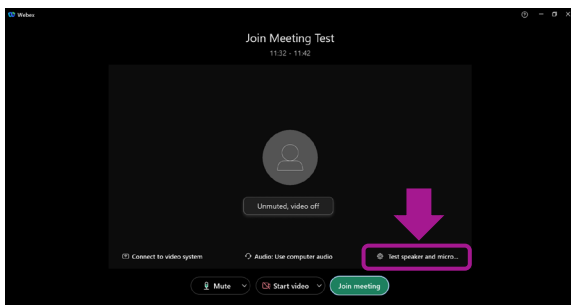 Webex
Join Meeting Test
11:32 - 11:42
Unmuted, video off
Connect to video system
Audio: Use computer audio
Test speaker and micro...
Mute
Start video
Join meeting